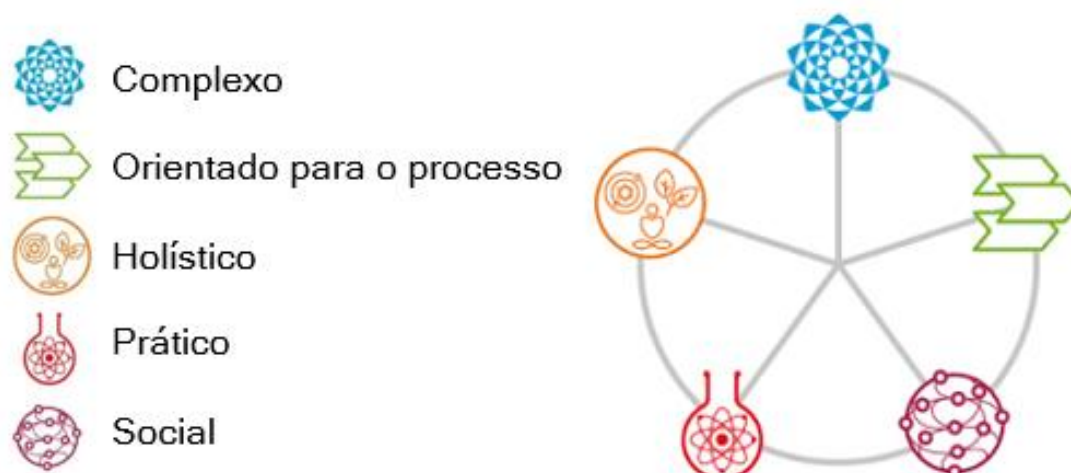 Complexo
Orientado para o processo
Holístico
Prático
Social